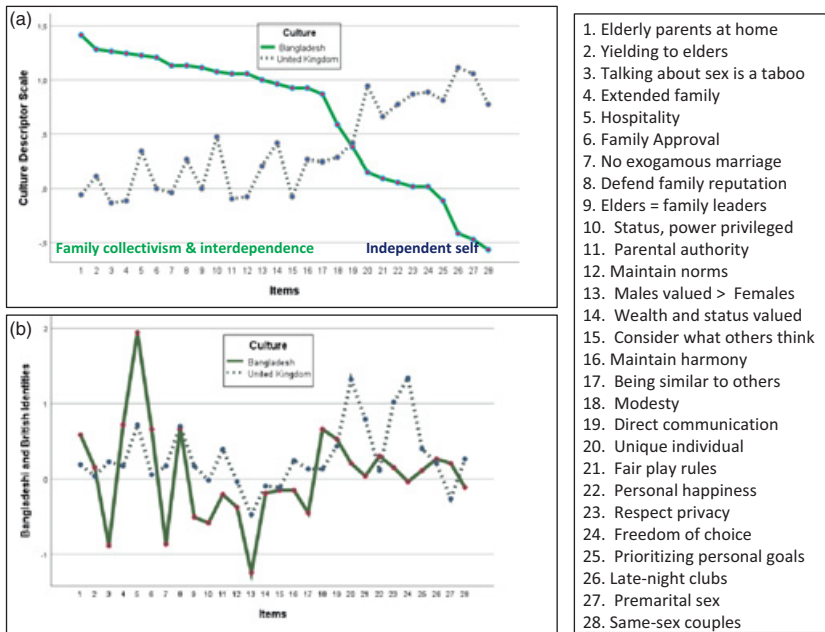 (a)
1,5
1,0
,5
,0
-,5
Culture Descriptor Scale
Culture
Bangladesh
United Kingdom
Family collectivism & interdependence
Independent self
1 2 3 4 5 6 7 8 9 10 11 12 13 14 15 16 17 18 19 20 21 22 23 24 25 26 27 28
Items
(b)
2
1
0
-1
Bangladeshi and British Identities
Culture
Bangladesh
United Kingdom
1 2 3 4 5 6 7 8 9 10 11 12 13 14 15 16 17 18 19 20 21 22 23 24 25 26 27 28
Items
1. Elderly parents at home
2. Yielding to elders
3. Talking about sex is a taboo
4. Extended family
5. Hospitality
6. Family Approval
7. No exogamous marriage
8. Defend family reputation
9. Elders = family leaders
10. Status, power privileged
11. Parental authority
12. Maintain norms
13. Males valued > Females
14. Wealth and status valued
15. Consider what others think
16. Maintain harmony
17. Being similar to others
18. Modesty
19. Direct communication
20. Unique individual
21. Fair play rules
22. Personal happiness
23. Respect privacy
24. Freedom of choice
25. Prioritizing personal goals
26. Late-night clubs
27. Premarital sex
28. Same-sex couples